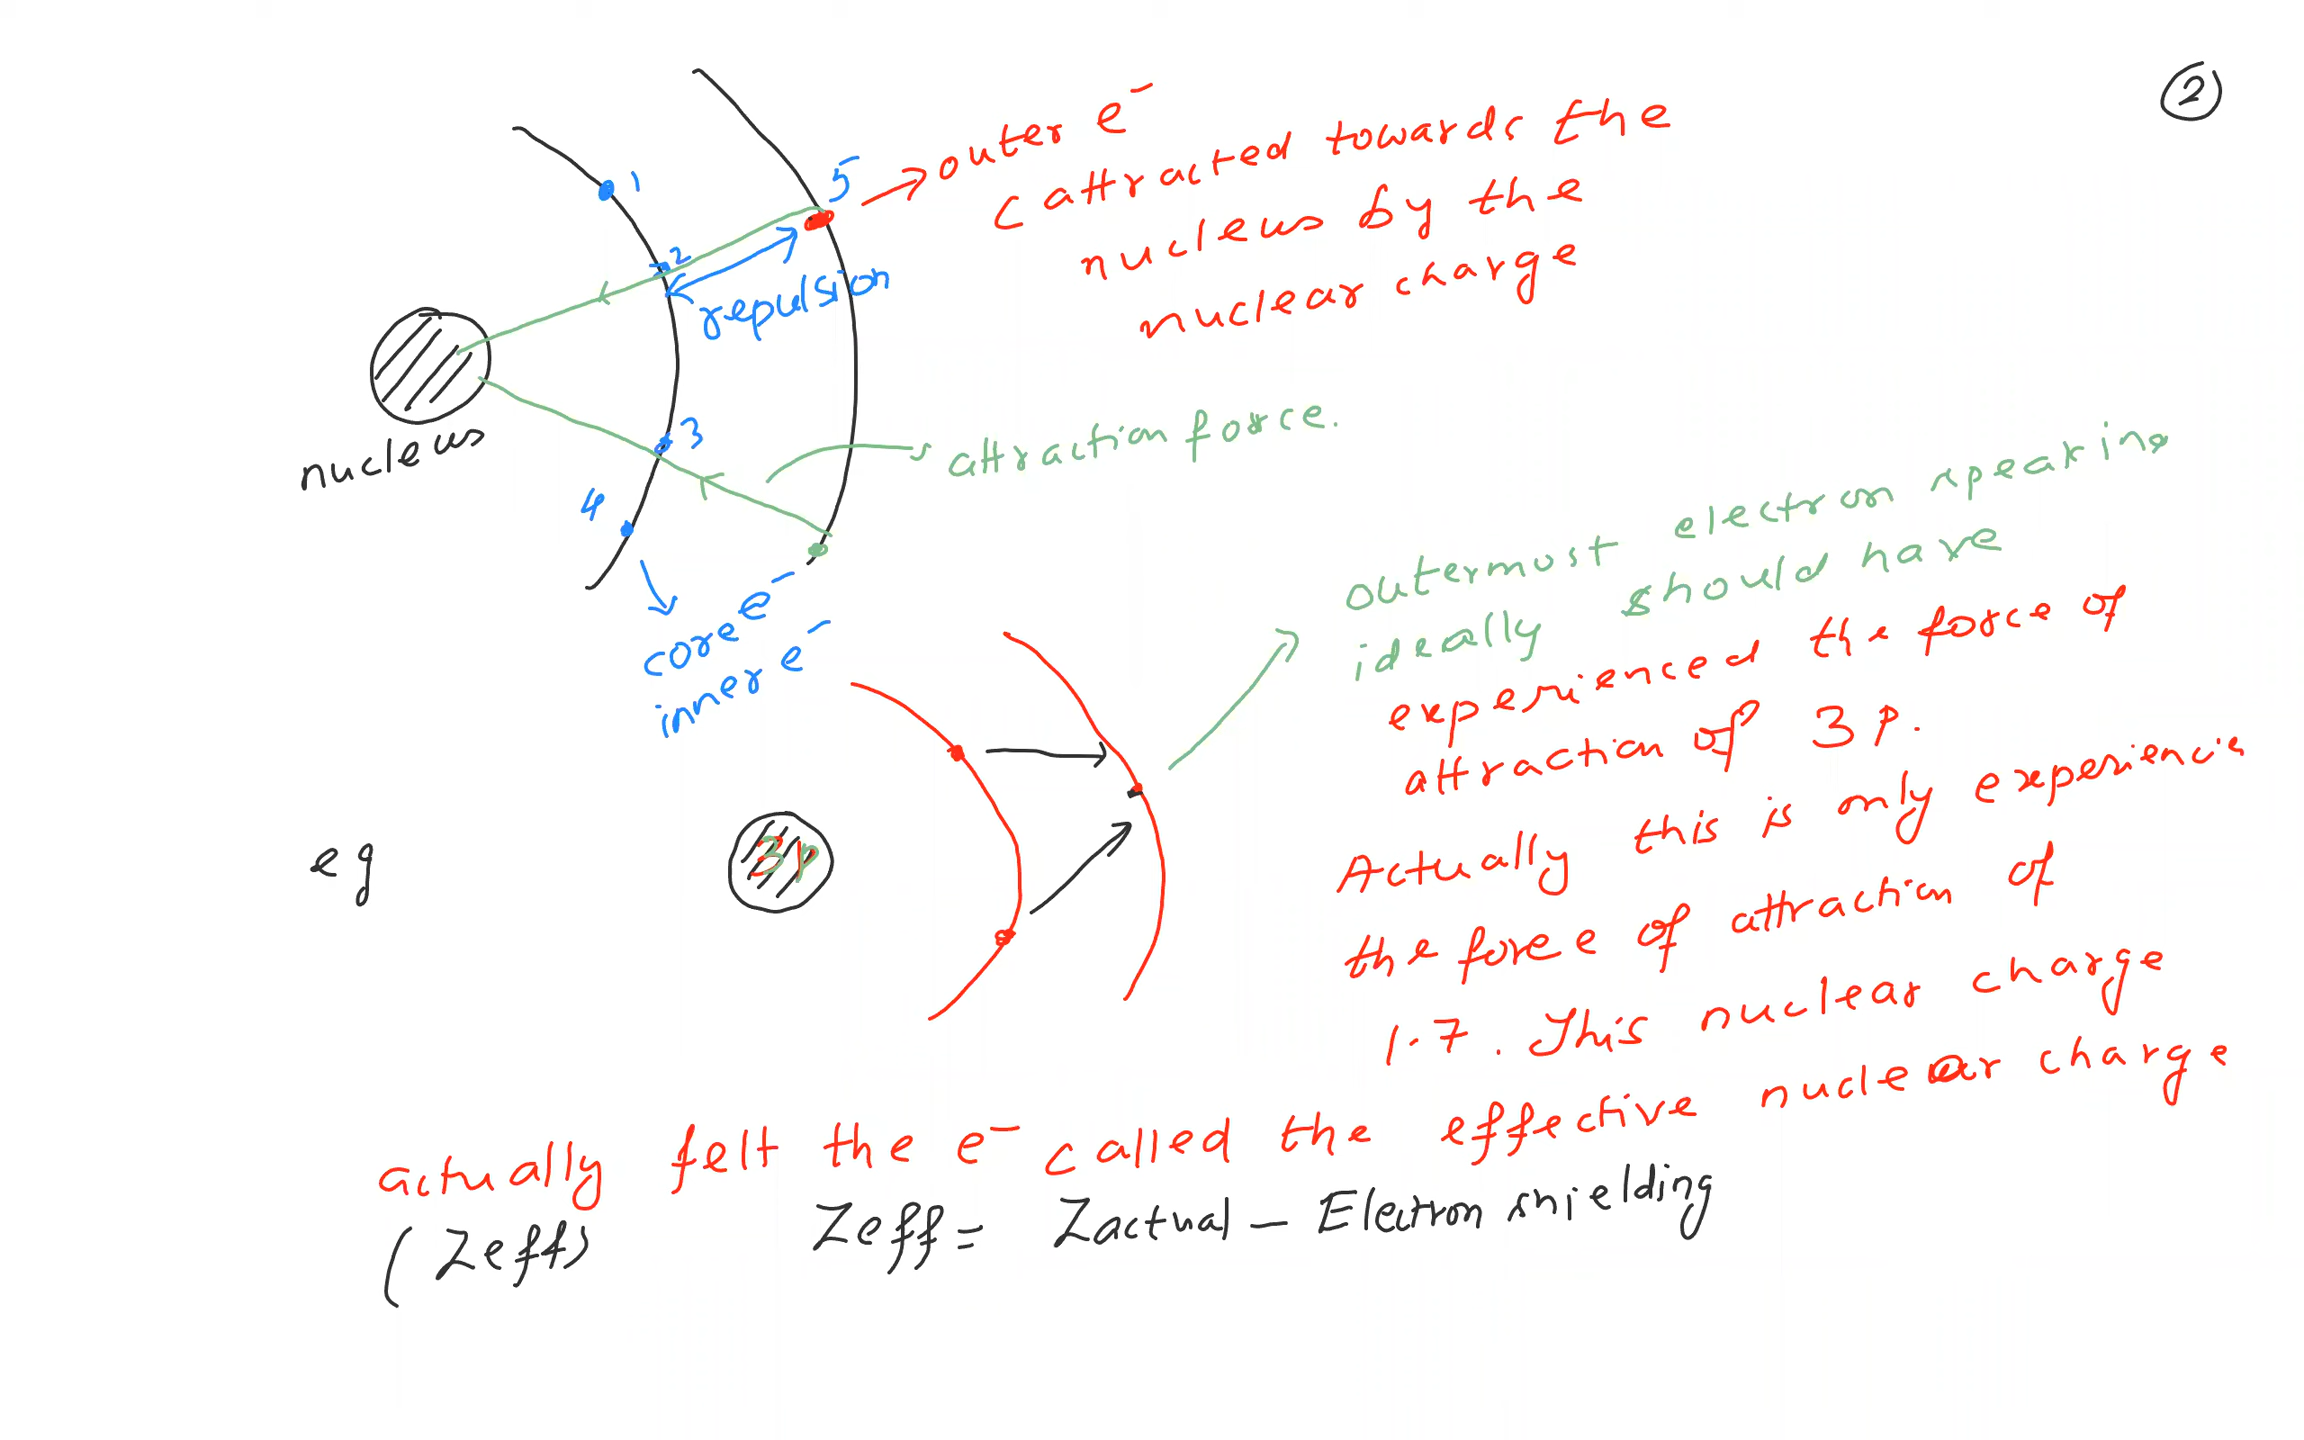 2
1
2
3
4
5
outer e⁻
( attracted towards the
nucleus by the
nuclear charge
repulsion
nucleus
attraction force.
core e⁻
inner e⁻
outermost electron speaking
ideally should have
experienced the force of
attraction of 3 P.
eg
3p
Actually this is only experiencin
the force of attraction of
1.7. This nuclear charge
actually felt the e⁻ called the effective nuclear charge
(Zeff) Zeff = Zactual – Electron shielding